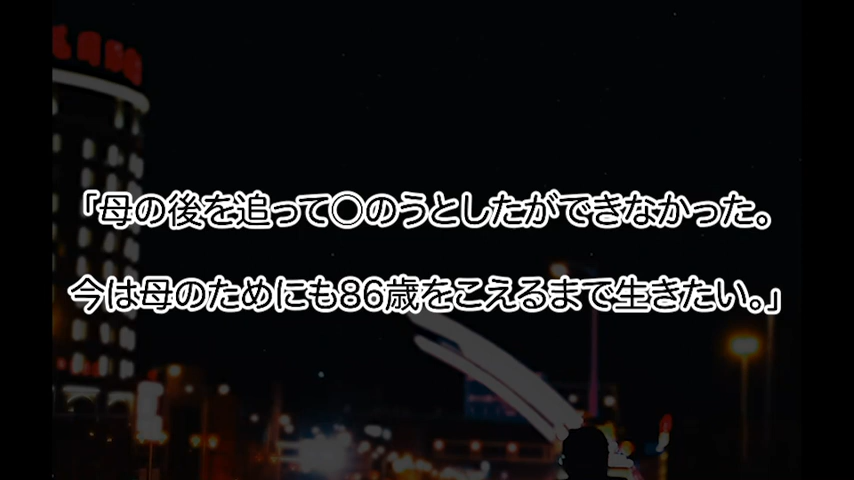 「母の後を追って〇のうとしたができなかった。
今は母のためにも86歳をこえるまで生きたい。」